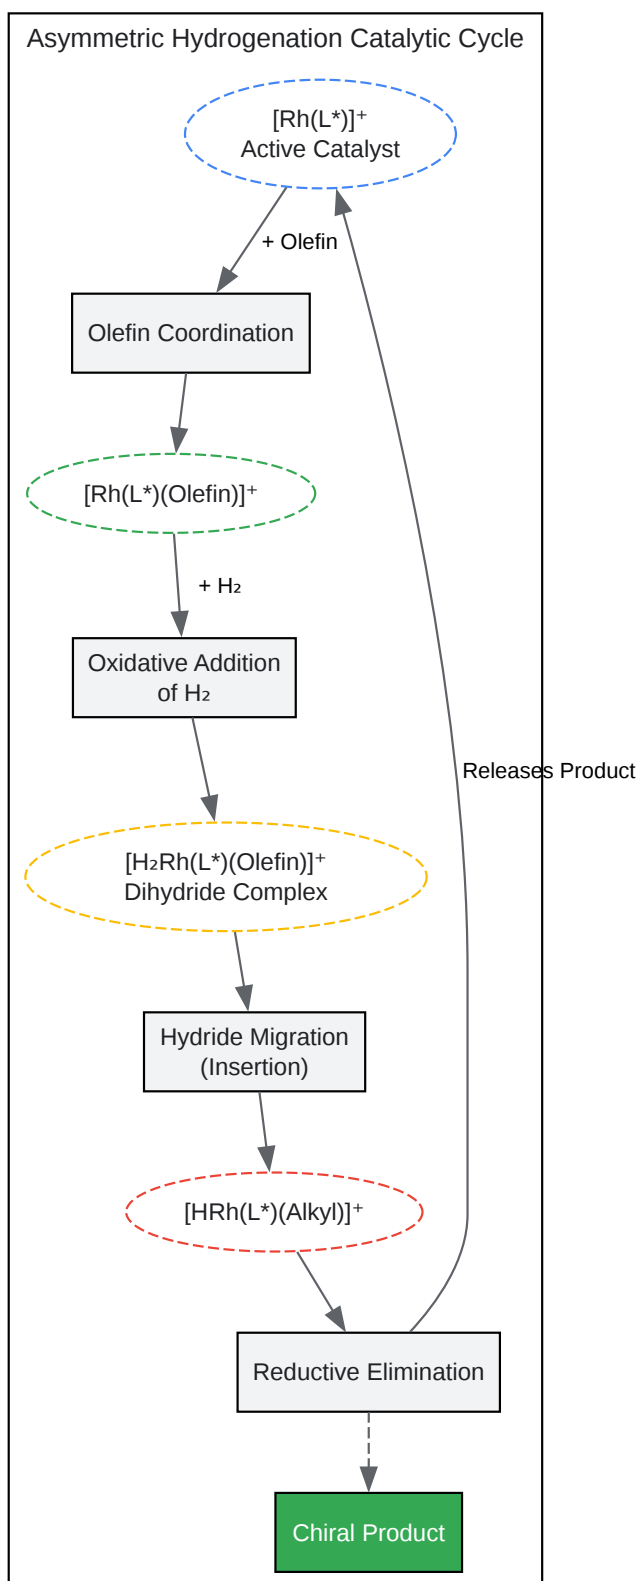 Asymmetric Hydrogenation Catalytic Cycle
[Rh(L*)]⁺
Active Catalyst
+ Olefin
Olefin Coordination
[Rh(L*)(Olefin)]⁺
+ H₂
Oxidative Addition
of H₂
Releases Product
[H₂Rh(L*)(Olefin)]⁺
Dihydride Complex
Hydride Migration
(Insertion)
[HRh(L*)(Alkyl)]⁺
Reductive Elimination
Chiral Product